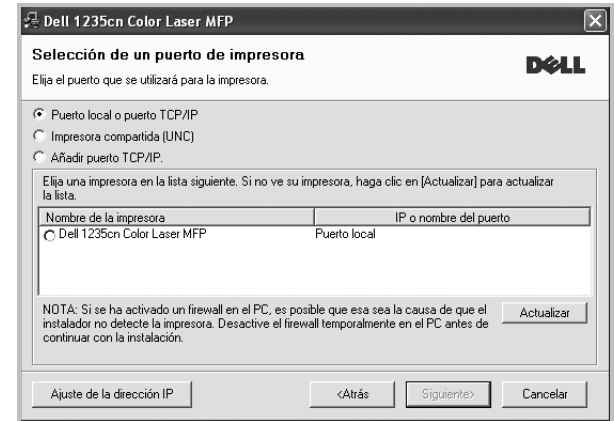 Dell 1235cn Color Laser MFP
Selección de un puerto de impresora
Elija el puerto que se utilizará para la impresora.
DELL
Puerto local o puerto TCP/IP
Impresora compartida (UNC)
Añadir puerto TCP/IP.
Elija una impresora en la lista siguiente. Si no ve su impresora, haga clic en [Actualizar] para actualizar
la lista.
Nombre de la impresora IP o nombre del puerto
Dell 1235cn Color Laser MFP Puerto local
NOTA: Si se ha activado un firewall en el PC, es posible que esa sea la causa de que el
instalador no detecte la impresora. Desactive el firewall temporalmente en el PC antes de
continuar con la instalación.
Actualizar
Ajuste de la dirección IP <Atrás Siguiente> Cancelar